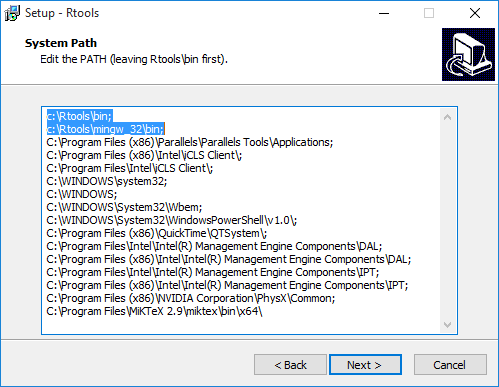 Setup - Rtools
System Path
Edit the PATH (leaving Rtools\bin first).
c:\Rtools\bin;
c:\Rtools\mingw_32\bin;
C:\Program Files (x86)\Parallels\Parallels Tools\Applications;
C:\Program Files (x86)\Intel\iCLS Client\;
C:\Program Files\Intel\iCLS Client\;
C:\WINDOWS\system32;
C:\WINDOWS;
C:\WINDOWS\System32\Wbem;
C:\WINDOWS\System32\WindowsPowerShell\v1.0\;
C:\Program Files (x86)\QuickTime\QTSystem\;
C:\Program Files\Intel\Intel(R) Management Engine Components\DAL;
C:\Program Files (x86)\Intel\Intel(R) Management Engine Components\DAL;
C:\Program Files\Intel\Intel(R) Management Engine Components\IPT;
C:\Program Files (x86)\Intel\Intel(R) Management Engine Components\IPT;
C:\Program Files (x86)\NVIDIA Corporation\PhysX\Common;
C:\Program Files\MiKTeX 2.9\miktex\bin\x64\
< Back
Next >
Cancel